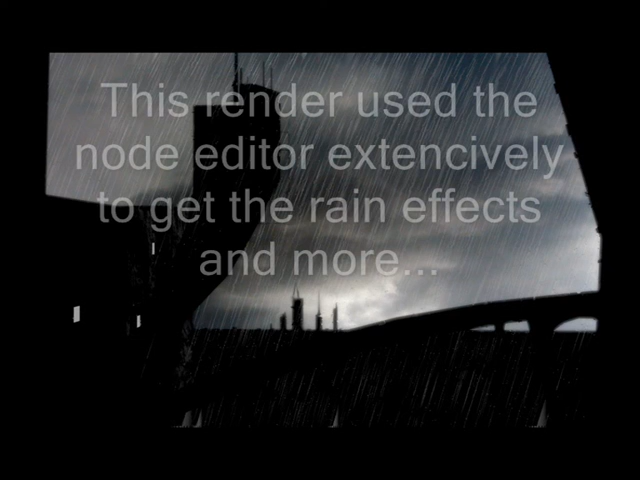 This render used the
node editor extencively
to get the rain effects
and more...